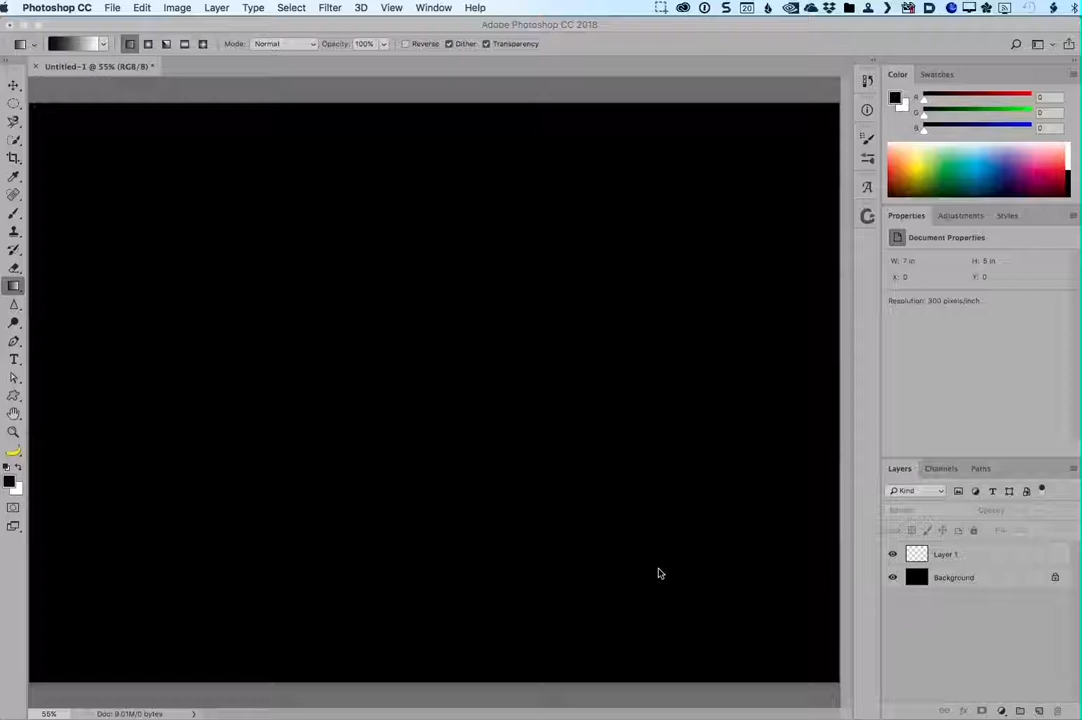 Photoshop CC File Edit Image Layer Type Select Filter 3D View Window Help
Adobe Photoshop CC 2018
Mode: Normal Opacity: 100% Reverse Dither Transparency
Untitled-1 @ 55% (RGB/8) *
Color Swatches
R 0
G 0
B 0
Properties Adjustments Styles
Document Properties
W: 7 in H: 5 in
X: 0 Y: 0
Resolution: 300 pixels/inch
Layers Channels Paths
Kind
Opacity
Layer 1
Background
55% Doc: 9.01M/0 bytes